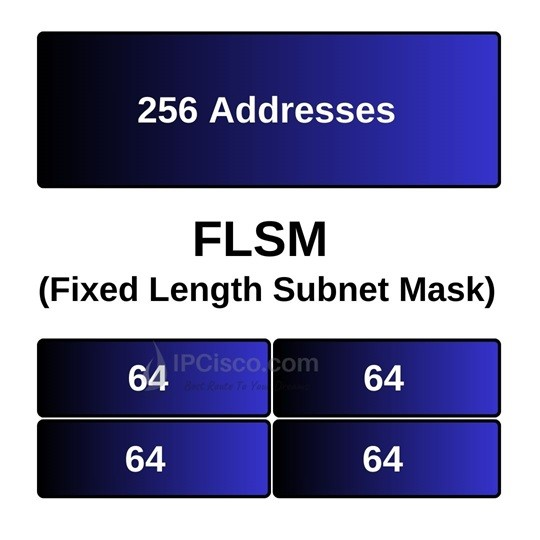 256 Addresses
FLSM
(Fixed Length Subnet Mask)
IPCisco.com
64 64
64 64